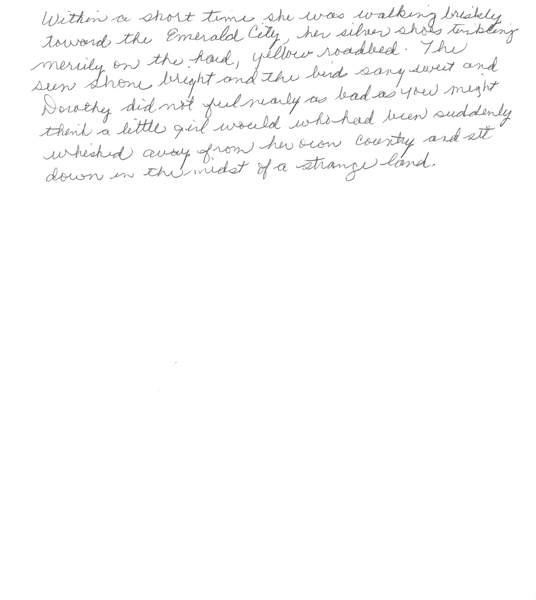 Within a short time she was walking briskly
toward the Emerald City, her silver shoes tinkling
merrily on the hard, yellow roadbed. The
sun shone bright and the bird sang sweet and
Dorothy did not feel nearly as bad as you might
think a little girl would who had been suddenly
whisked away from her own country and set
down in the midst of a strange land.